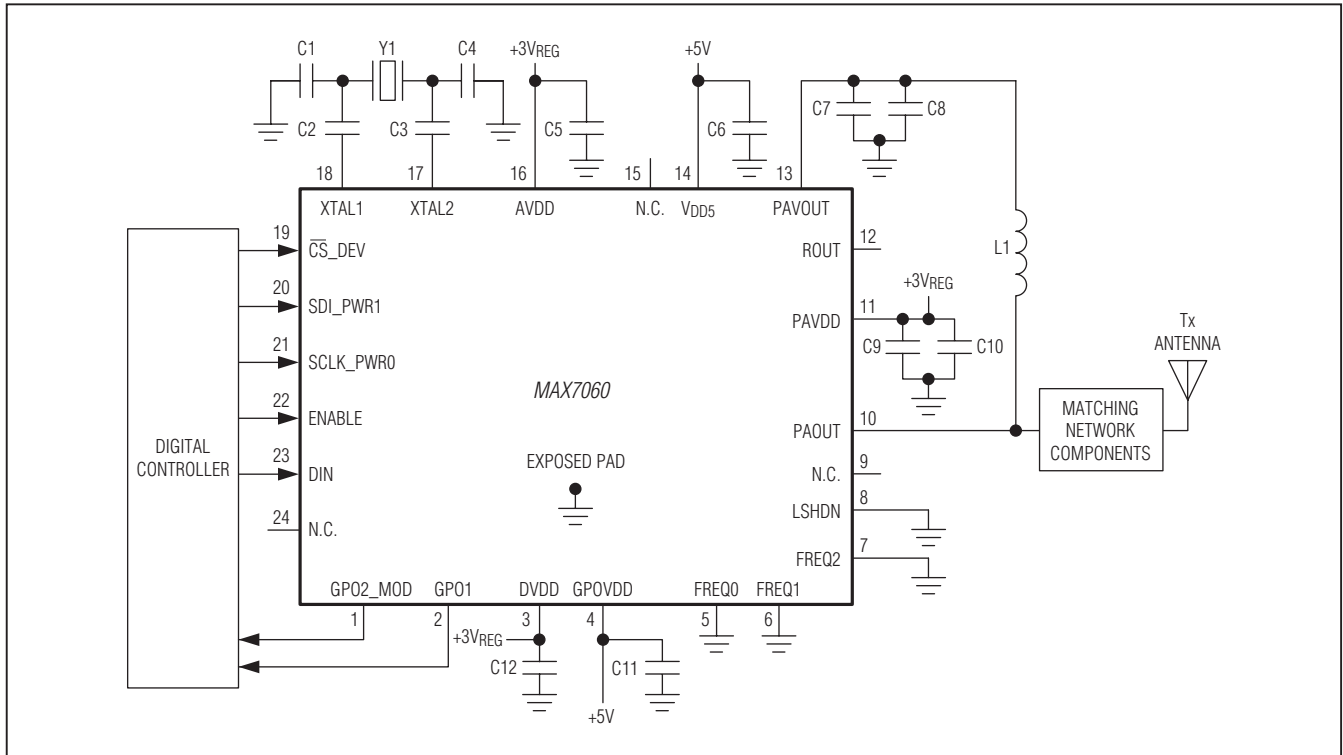 C1
Y1
C4
+3VREG
+5V
C2
C3
C5
C6
C7
C8
18
17
16
15
14
13
XTAL1
XTAL2
AVDD
N.C.
VDD5
PAVOUT
19
CS_DEV
20
SDI_PWR1
21
SCLK_PWR0
22
ENABLE
23
DIN
24
N.C.
DIGITAL
CONTROLLER
MAX7060
EXPOSED PAD
ROUT
12
L1
+3VREG
PAVDD
11
C9
C10
Tx
ANTENNA
PAOUT
10
MATCHING
NETWORK
COMPONENTS
N.C.
9
LSHDN
8
FREQ2
7
GPO2_MOD
GPO1
DVDD
GPOVDD
FREQ0
FREQ1
1
2
3
4
5
6
+3VREG
C12
C11
+5V